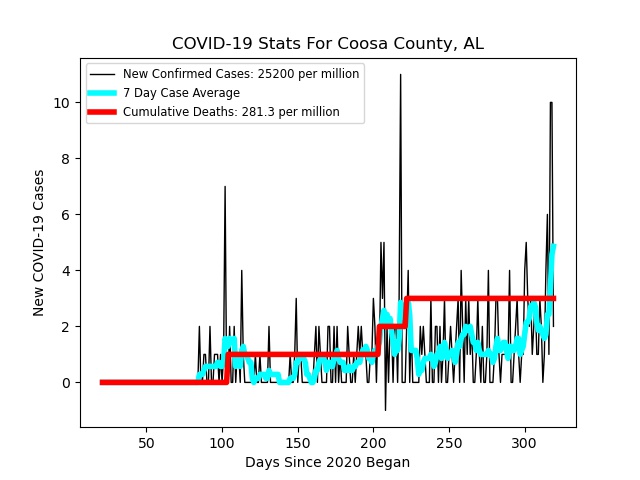 COVID-19 Stats For Coosa County, AL
New Confirmed Cases: 25200 per million
7 Day Case Average
Cumulative Deaths: 281.3 per million
New COVID-19 Cases
10
8
6
4
2
0
50 100 150 200 250 300
Days Since 2020 Began